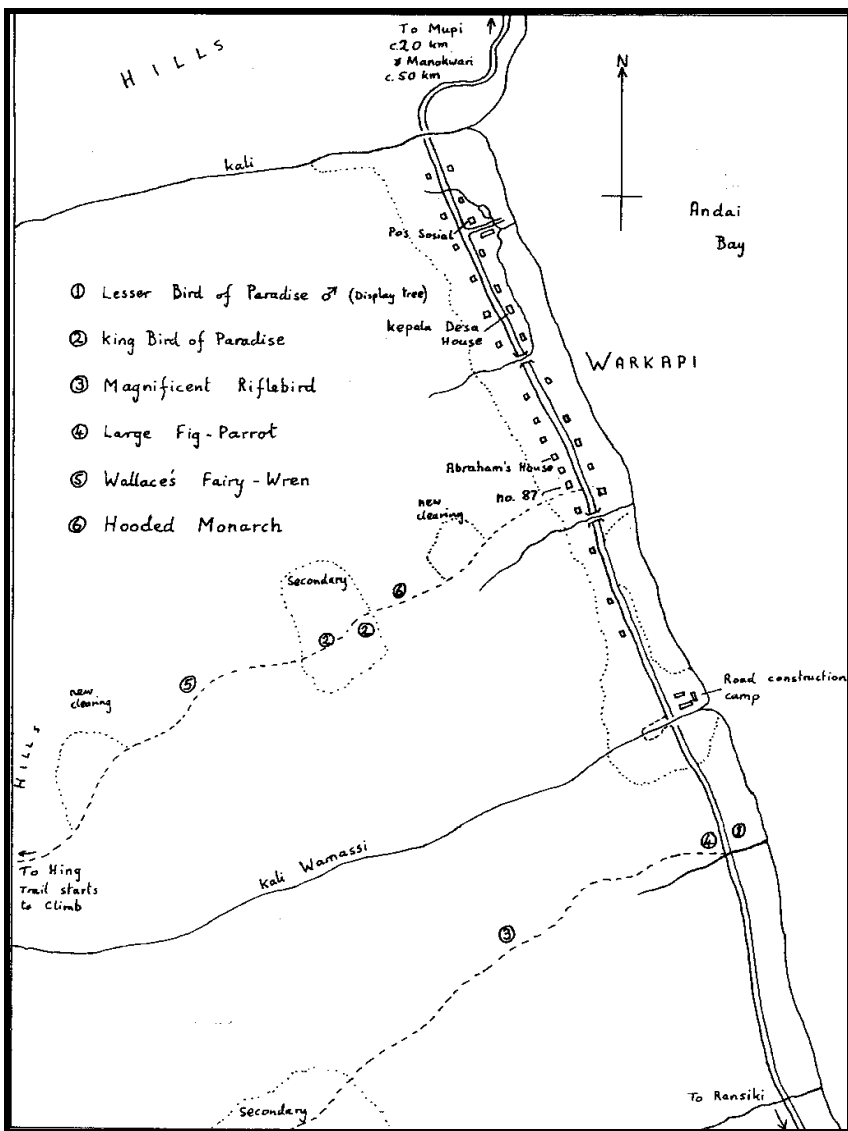 To Mupi
c.20 km
& Manokwari
c. 50 km
HILLS
N
kali
Andai
Bay
Po's Sosial
① Lesser Bird of Paradise ♂ (Display tree)
② king Bird of Paradise
③ Magnificent Riflebird
④ Large Fig-Parrot
⑤ Wallace's Fairy-Wren
⑥ Hooded Monarch
kepala Desa
House
WARKAPI
Abraham's House
no. 87
new
clearing
Secondary
⑥
②
②
⑤
new
clearing
HILLS
Road construction
camp
To Hing
Trail starts
to Climb
kali Wamassi
④
①
③
Secondary
To Ransiki